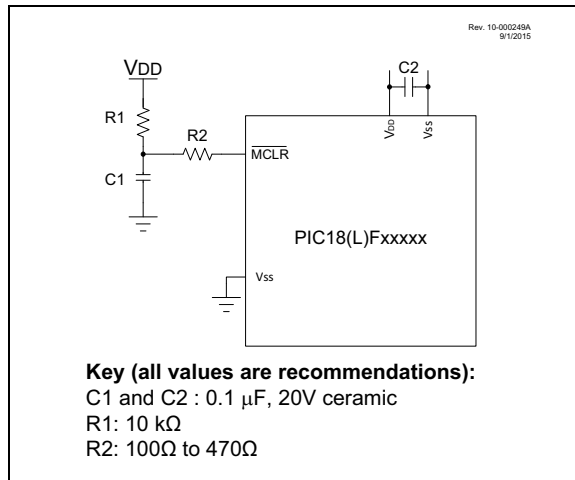 Rev. 10-000249A
9/1/2015
VDD
C2
R1
R2
VDD
Vss
MCLR
C1
PIC18(L)Fxxxxx
Vss
Key (all values are recommendations):
C1 and C2 : 0.1 μF, 20V ceramic
R1: 10 kΩ
R2: 100Ω to 470Ω